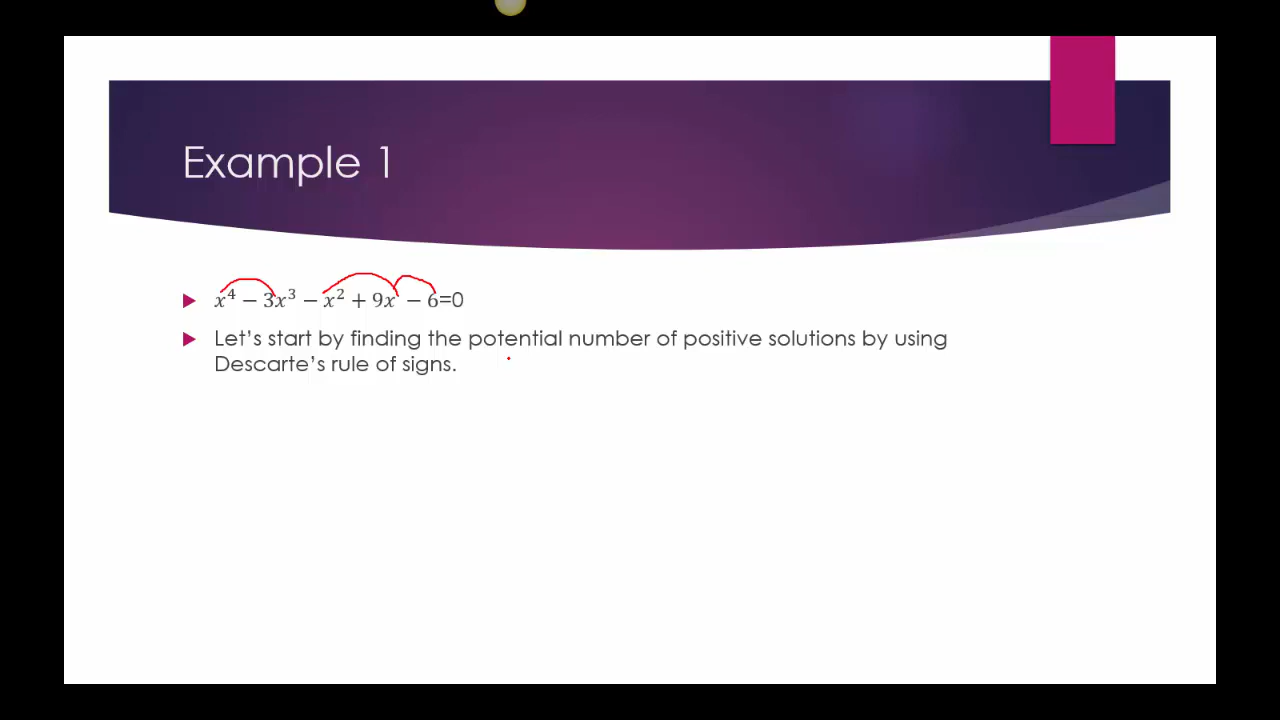 Example 1
x⁴ − 3x³ − x² + 9x − 6=0
Let's start by finding the potential number of positive solutions by using
Descarte's rule of signs.